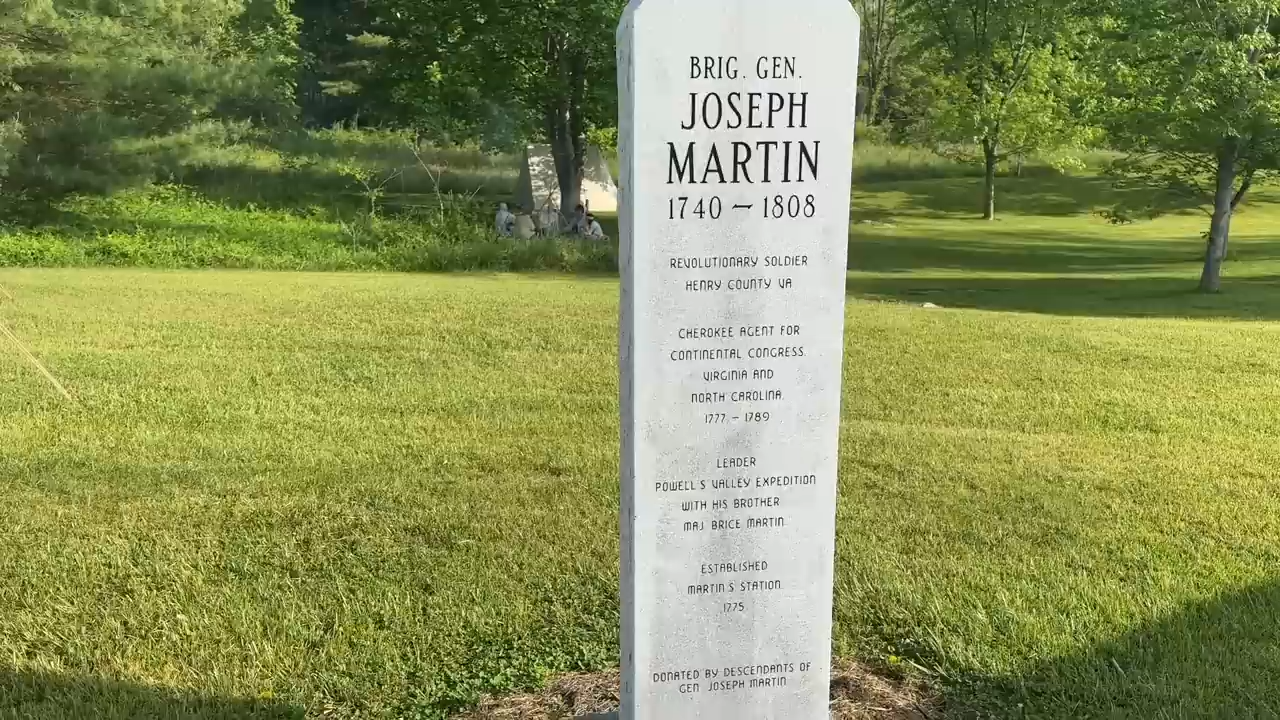 BRIG. GEN.
JOSEPH
MARTIN
1740 — 1808
REVOLUTIONARY SOLDIER
HENRY COUNTY VA
CHEROKEE AGENT FOR
CONTINENTAL CONGRESS.
VIRGINIA AND
NORTH CAROLINA.
1777 — 1789
LEADER
POWELL'S VALLEY EXPEDITION
WITH HIS BROTHER
MAJ BRICE MARTIN
ESTABLISHED
MARTIN'S STATION
1775
DONATED BY DESCENDANTS OF
GEN JOSEPH MARTIN